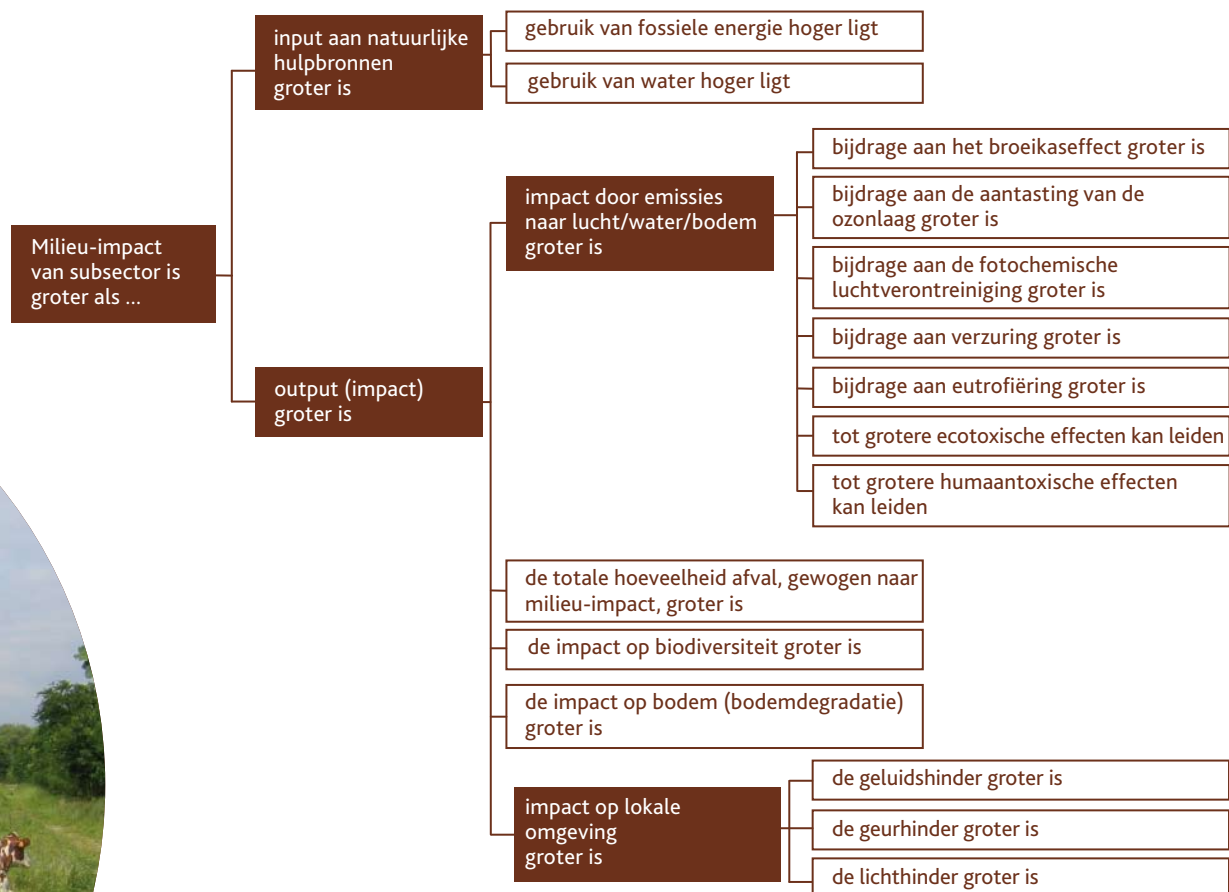 input aan natuurlijke
hulpbronnen
groter is
gebruik van fossiele energie hoger ligt
gebruik van water hoger ligt
Milieu-impact
van subsector is
groter als ...
output (impact)
groter is
impact door emissies
naar lucht/water/bodem
groter is
bijdrage aan het broeikaseffect groter is
bijdrage aan de aantasting van de
ozonlaag groter is
bijdrage aan de fotochemische
luchtverontreiniging groter is
bijdrage aan verzuring groter is
bijdrage aan eutrofiëring groter is
tot grotere ecotoxische effecten kan leiden
tot grotere humaantoxische effecten
kan leiden
de totale hoeveelheid afval, gewogen naar
milieu-impact, groter is
de impact op biodiversiteit groter is
de impact op bodem (bodemdegradatie)
groter is
impact op lokale
omgeving
groter is
de geluidshinder groter is
de geurhinder groter is
de lichthinder groter is